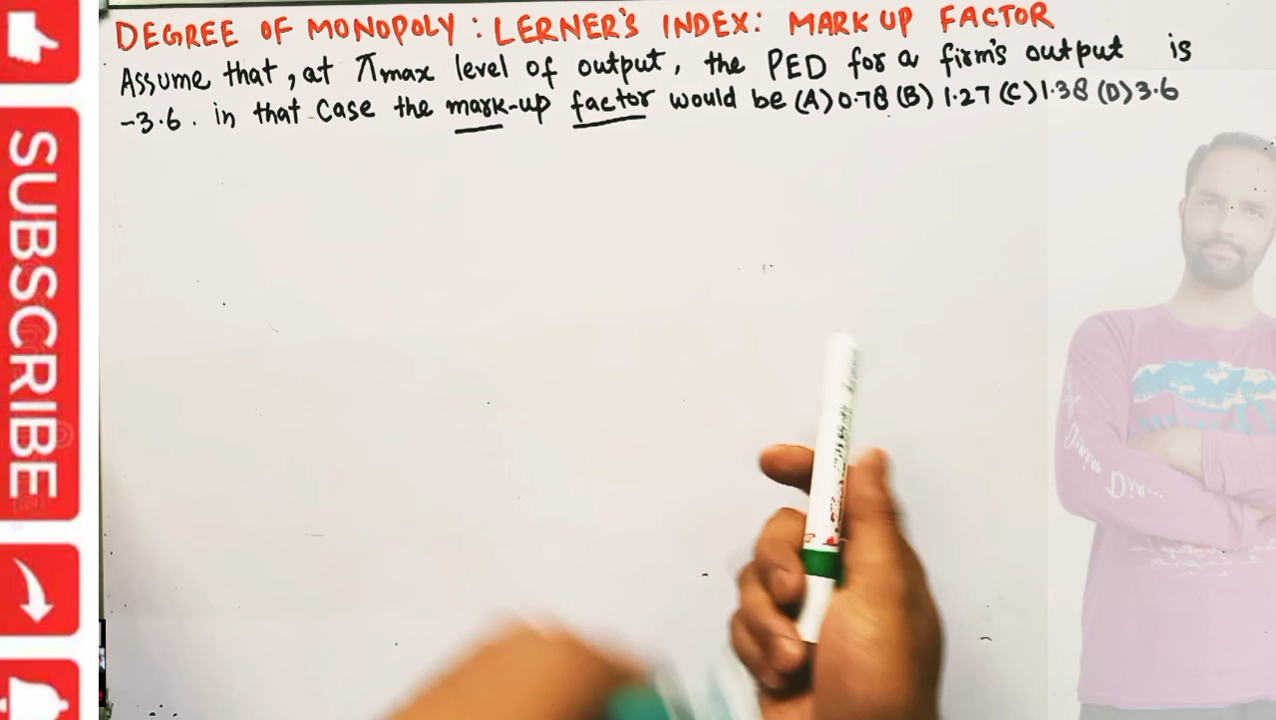 DEGREE OF MONOPOLY : LERNER'S INDEX: MARK UP FACTOR
Assume that, at πmax level of output, the PED for a firm's output is
-3.6. in that case the mark-up factor would be (A) 0.78 (B) 1.27 (C) 1.38 (D) 3.6
SUBSCRIBE